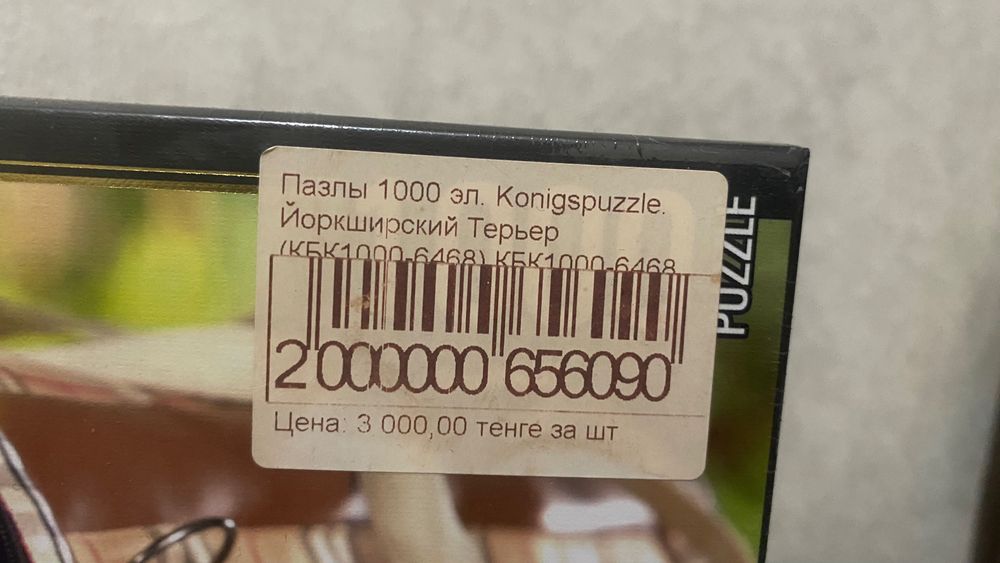 Пазлы 1000 эл. Konigspuzzle.
Йоркширский Терьер
(КБК1000-6468) КБК1000-6468
2 000000 656090
Цена: 3 000,00 тенге за шт
PUZZLE